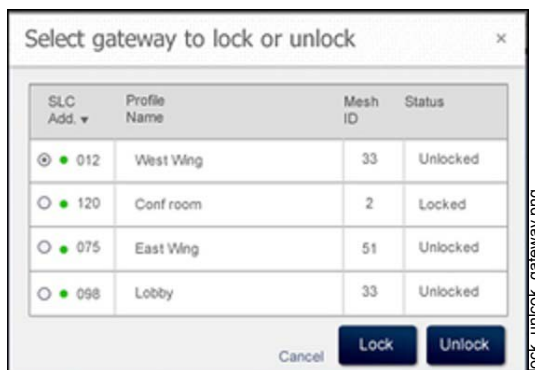 Select gateway to lock or unlock ×
SLC Add. ▼ Profile Name Mesh ID Status
012 West Wing 33 Unlocked
120 Conf room 2 Locked
075 East Wing 51 Unlocked
098 Lobby 33 Unlocked
Cancel Lock Unlock